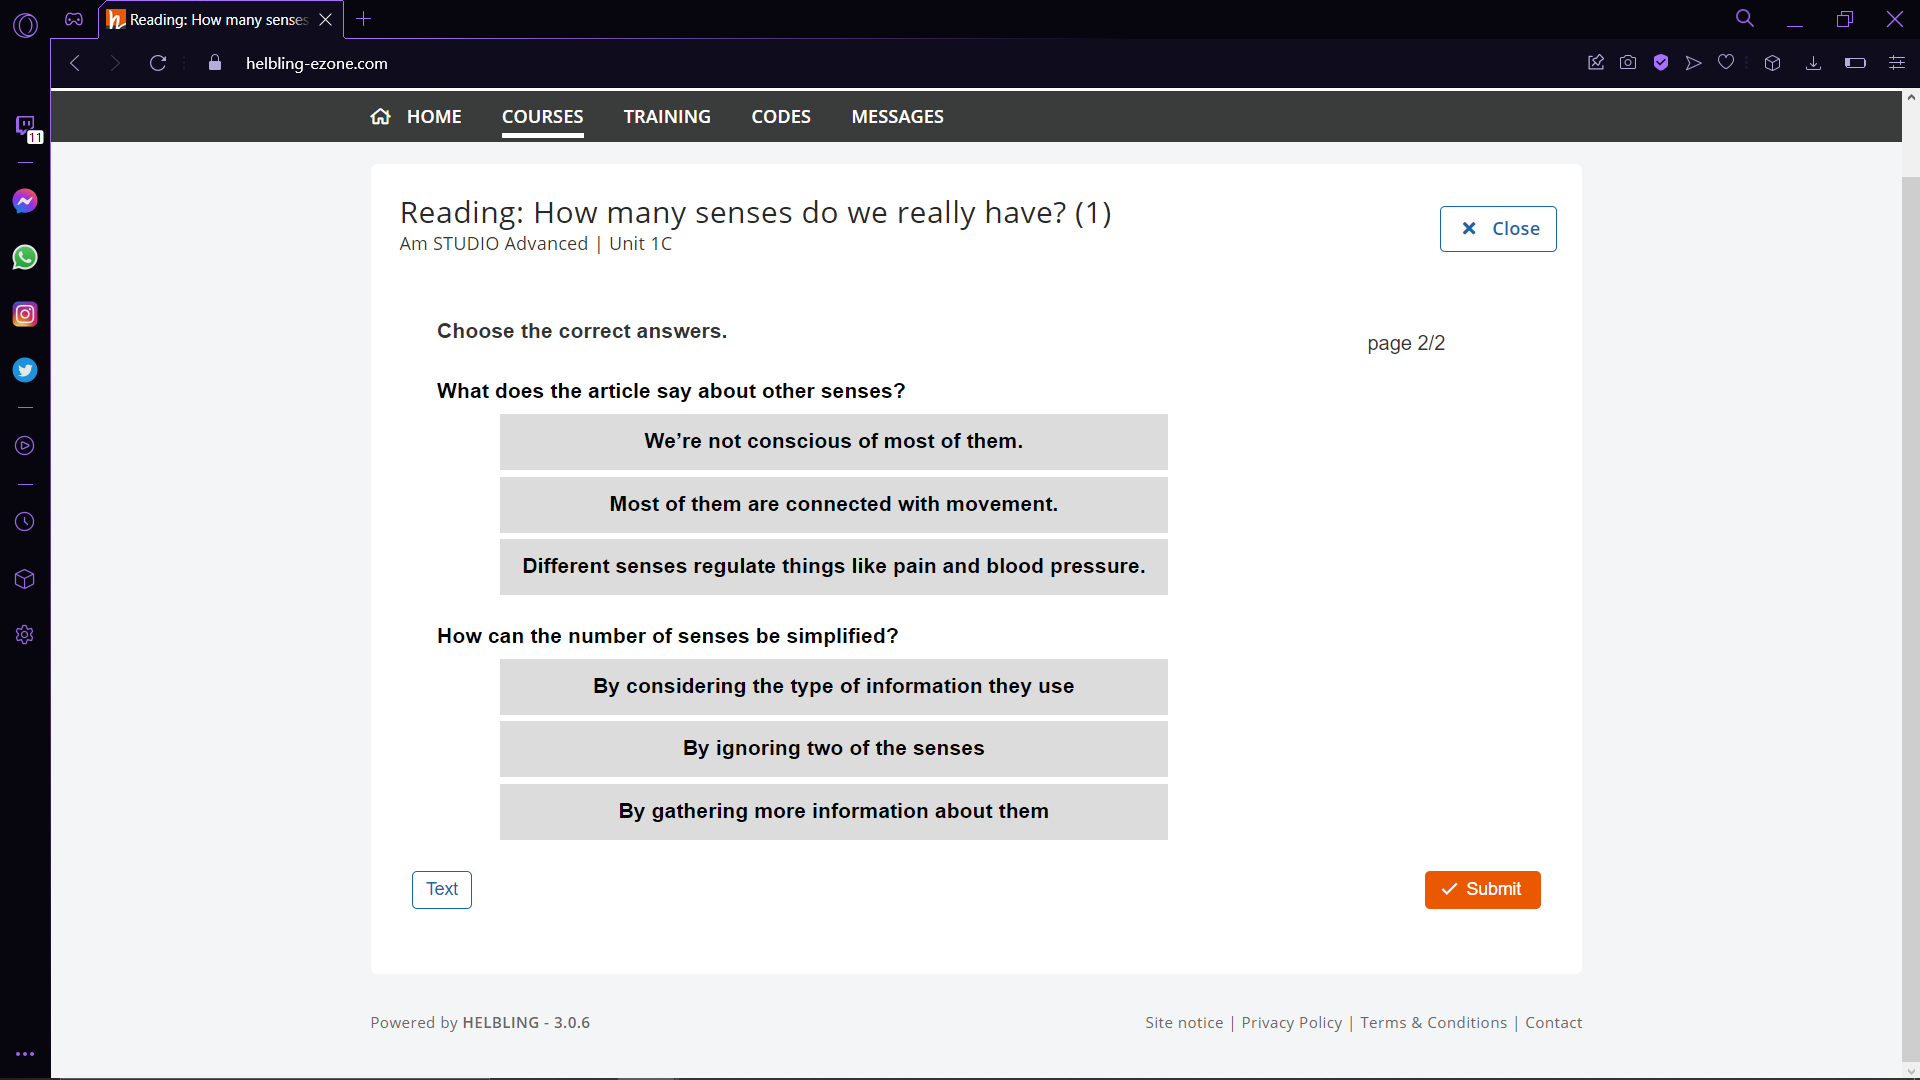 Reading: How many senses
helbling-ezone.com
11
HOME COURSES TRAINING CODES MESSAGES
Reading: How many senses do we really have? (1)
Am STUDIO Advanced | Unit 1C
Close
Choose the correct answers.
page 2/2
What does the article say about other senses?
We’re not conscious of most of them.
Most of them are connected with movement.
Different senses regulate things like pain and blood pressure.
How can the number of senses be simplified?
By considering the type of information they use
By ignoring two of the senses
By gathering more information about them
Text
Submit
Powered by HELBLING - 3.0.6
Site notice | Privacy Policy | Terms & Conditions | Contact